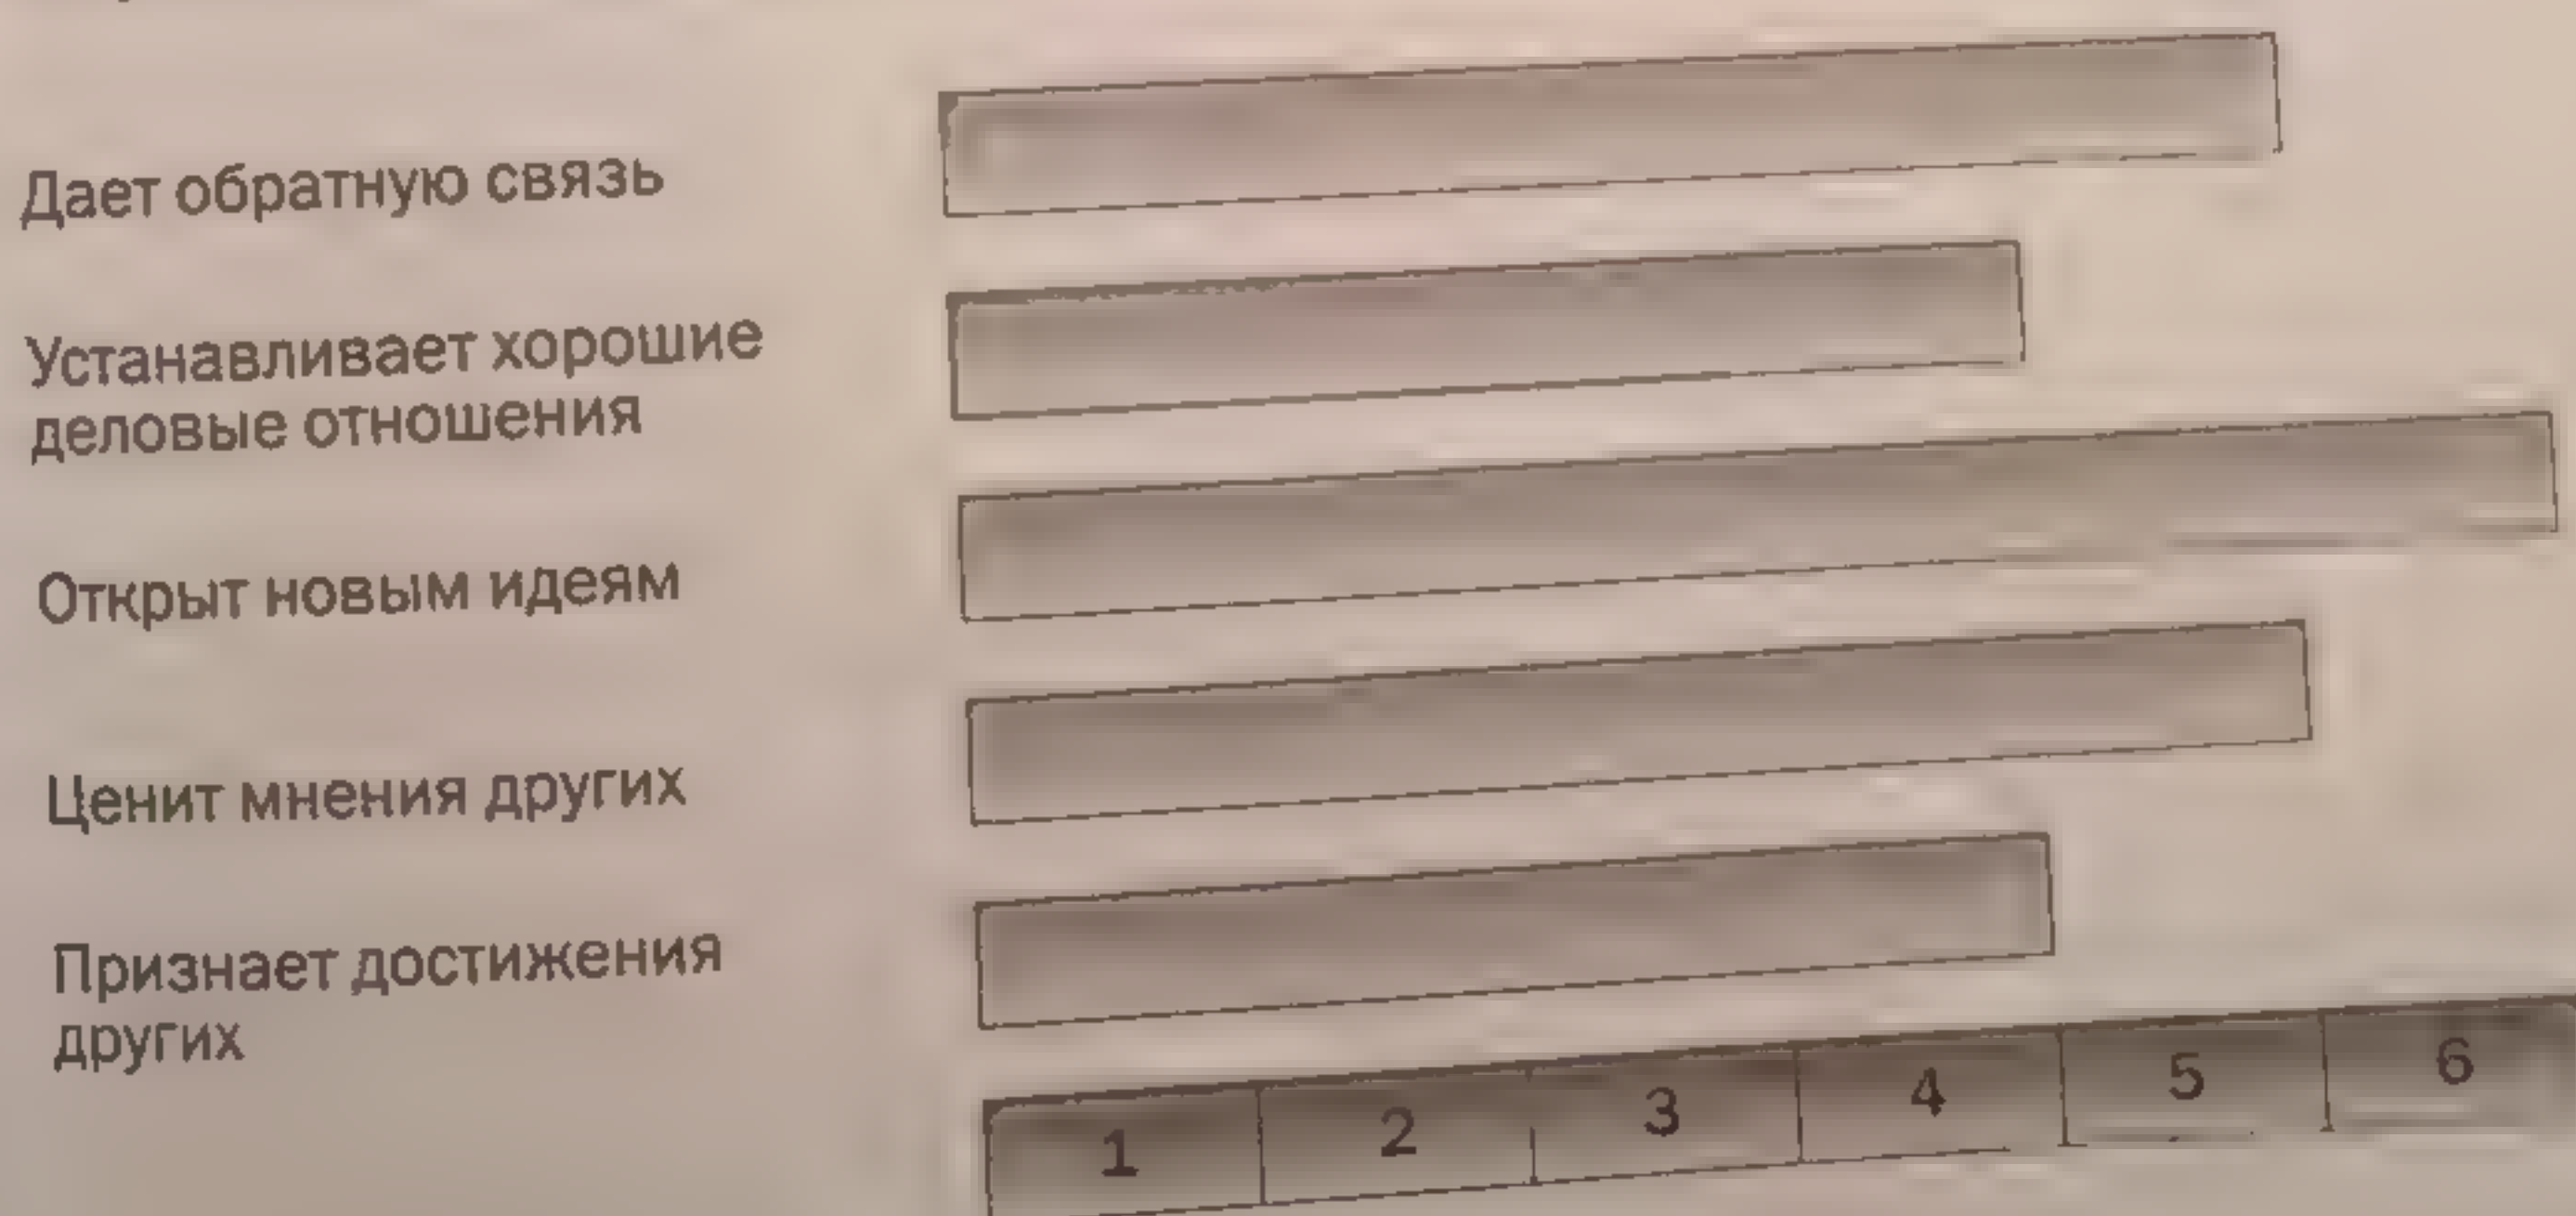 Дает обратную связь
Устанавливает хорошие
деловые отношения
Открыт новым идеям
Ценит мнения других
Признает достижения
других
1 2 3 4 5 6